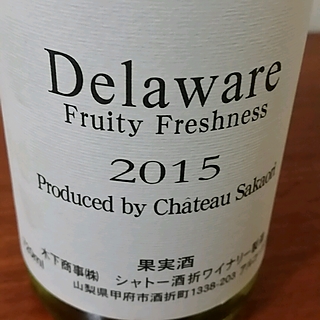 Delaware
Fruity Freshness
2015
Produced by Château Sakaori
果実酒
木下商事㈱ シャトー酒折ワイナリー製造
山梨県甲府市酒折町1338-203